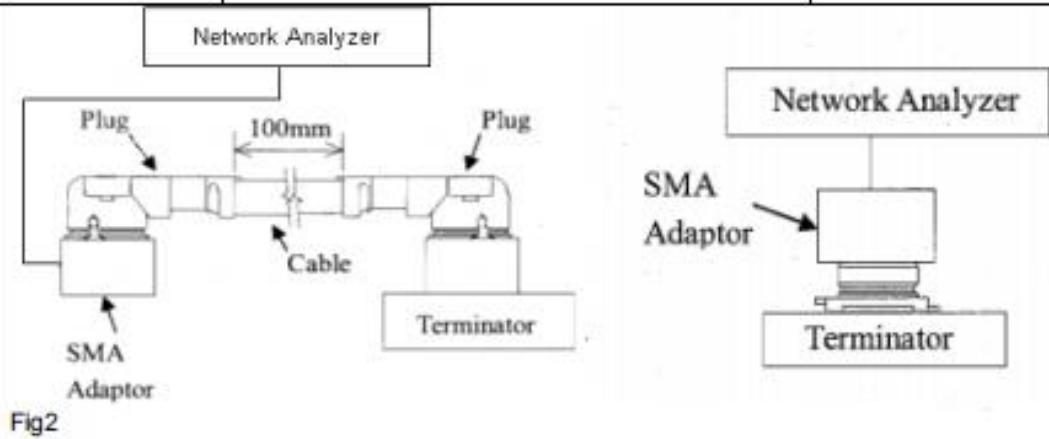 Network Analyzer
Plug
100mm
Plug
Cable
Terminator
SMA
Adaptor
Fig2
Network Analyzer
SMA
Adaptor
Terminator